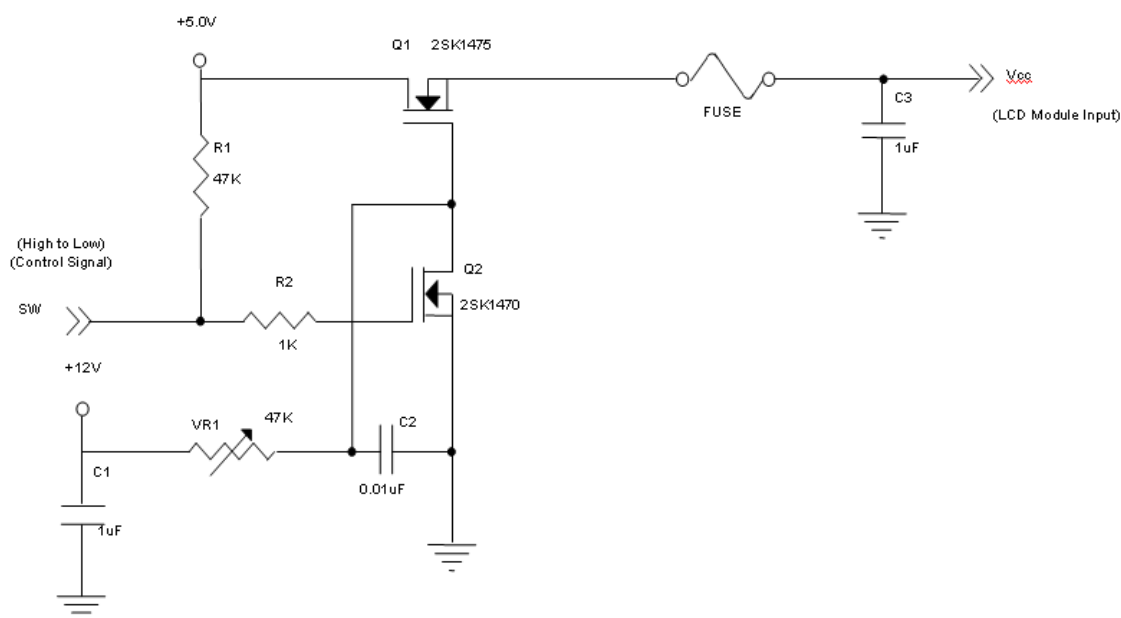 +5.0V
Q1 2SK1475
Vcc
C3
FUSE
(LCD Module Input)
R1
1uF
47K
(High to Low)
(Control Signal)
Q2
R2
SW
2SK1470
1K
+12V
VR1
47K
C2
C1
0.01uF
1uF